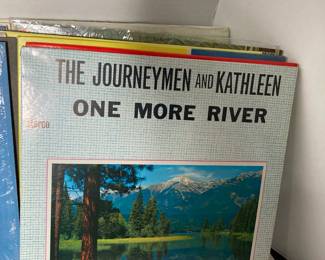 THE JOURNEYMEN AND KATHLEEN
ONE MORE RIVER